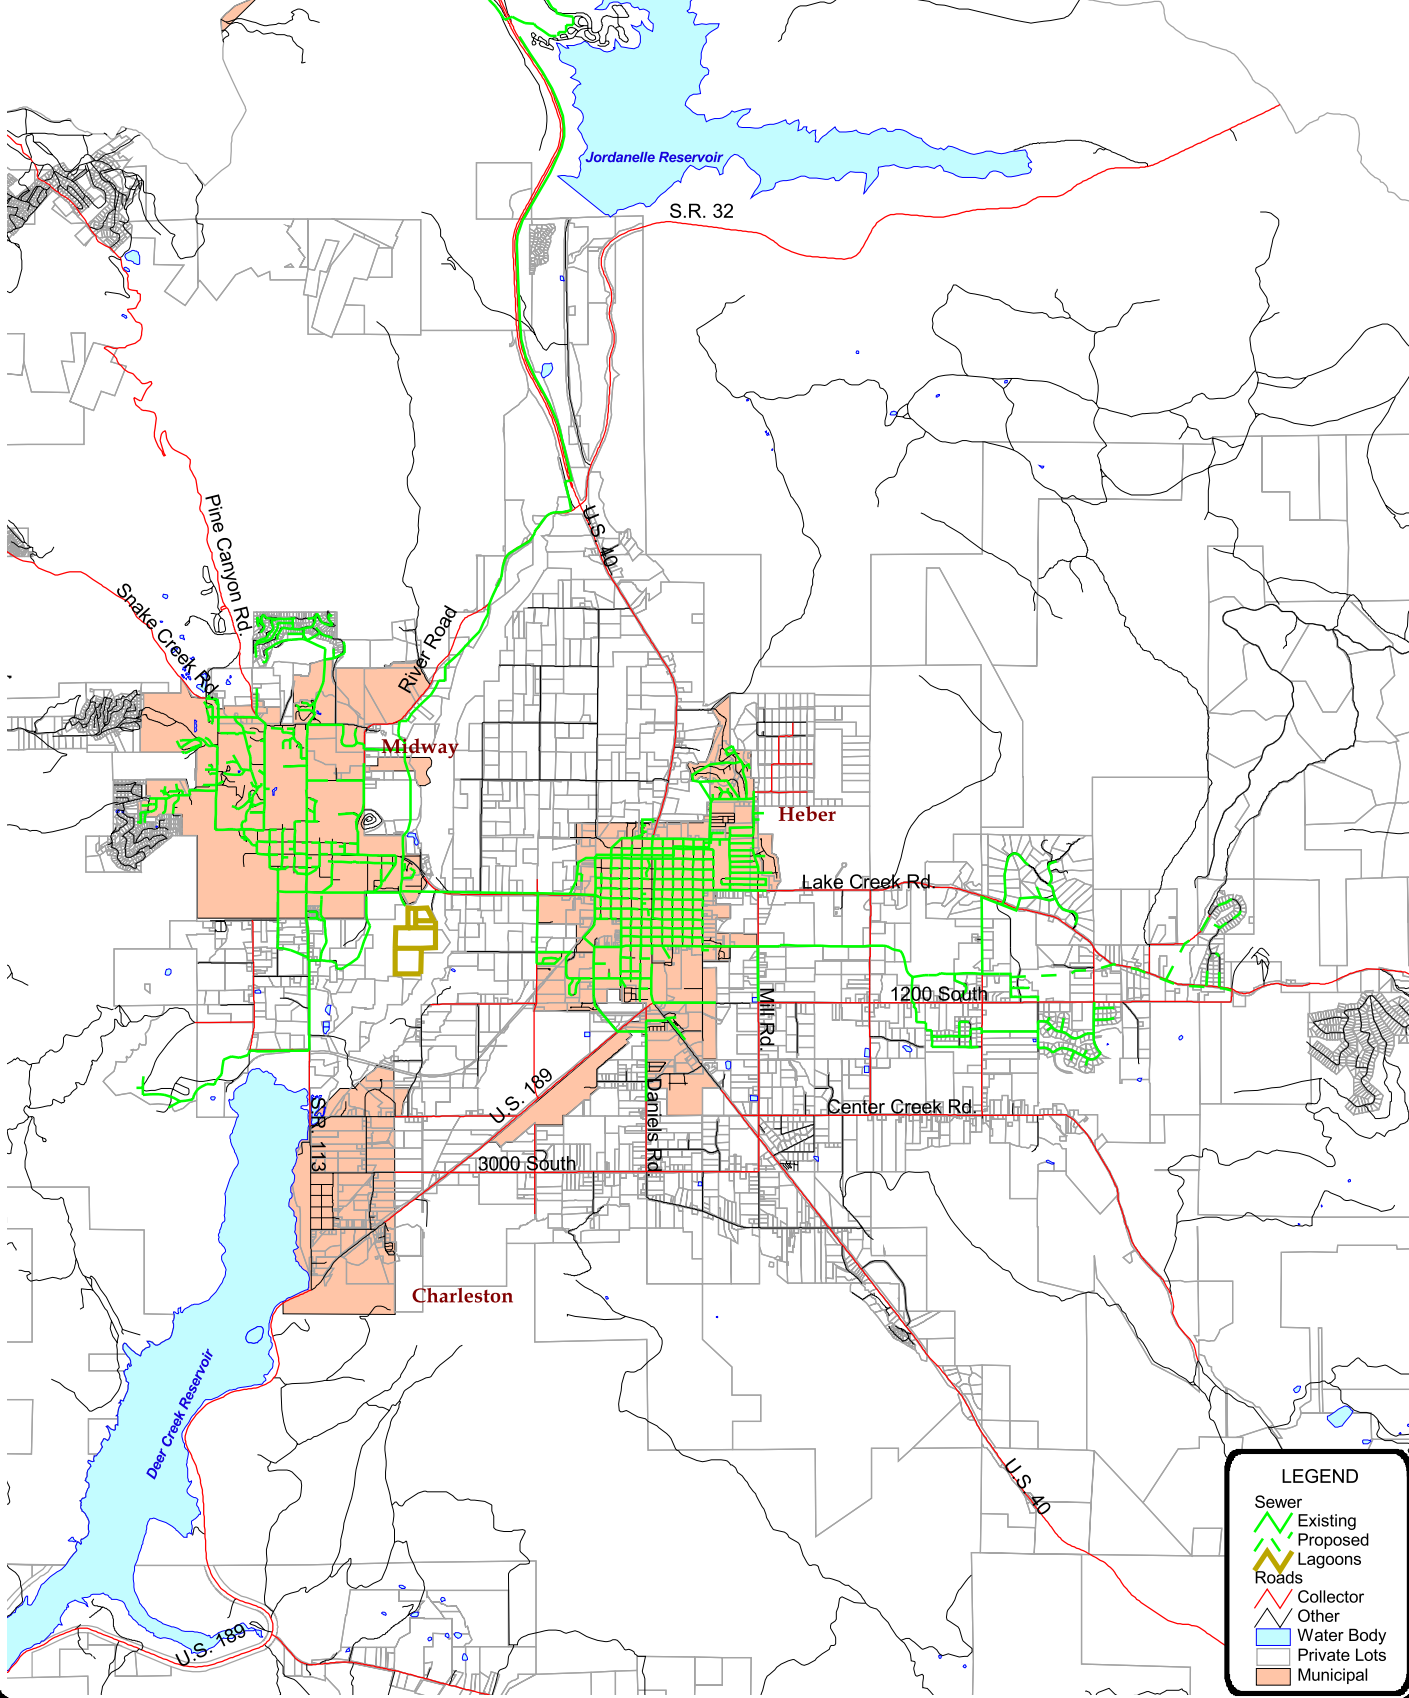 Jordanelle Reservoir
S.R. 32
U.S. 40
Pine Canyon Rd.
Snake Creek Rd.
River Road
Midway
Heber
Lake Creek Rd.
1200 South
Mill Rd.
U.S. 189
Daniels Rd.
Center Creek Rd.
S.R. 113
3000 South
Charleston
Deer Creek Reservoir
U.S. 40
U.S. 189
LEGEND
Sewer
Existing
Proposed
Lagoons
Roads
Collector
Other
Water Body
Private Lots
Municipal